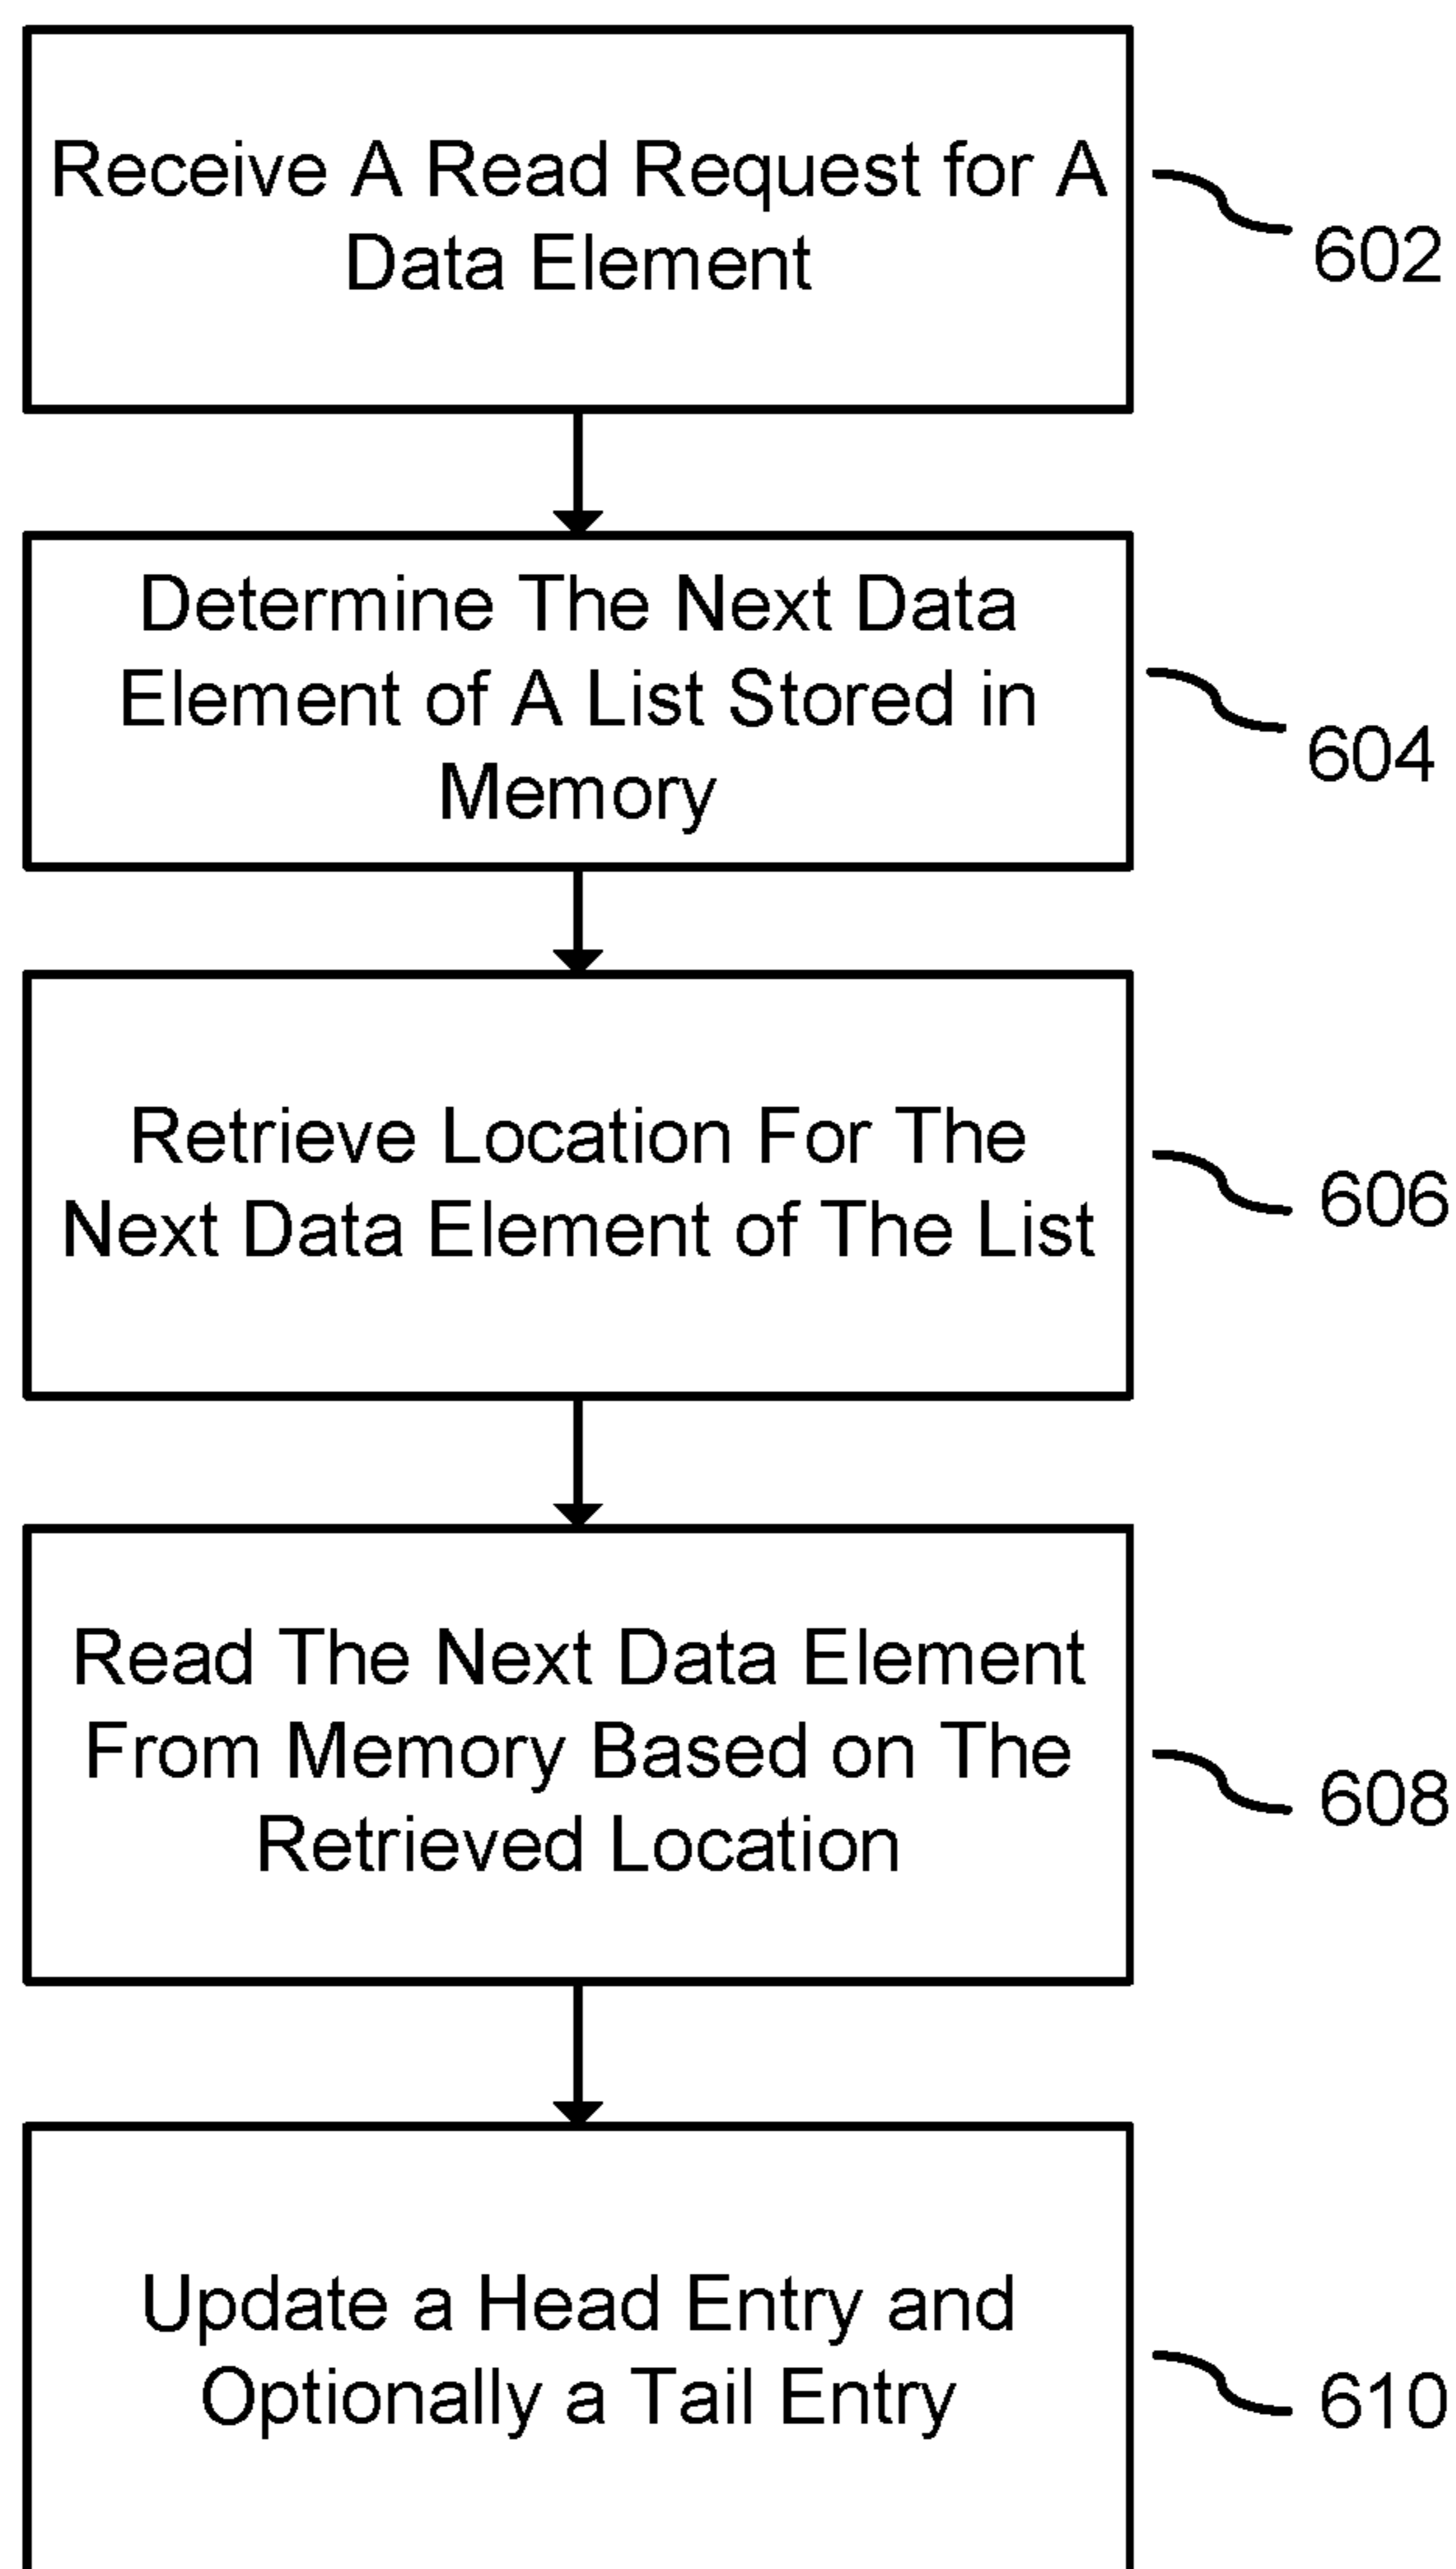 Receive A Read Request for A
Data Element
602
Determine The Next Data
Element of A List Stored in
Memory
604
Retrieve Location For The
Next Data Element of The List
606
Read The Next Data Element
From Memory Based on The
Retrieved Location
608
Update a Head Entry and
Optionally a Tail Entry
610